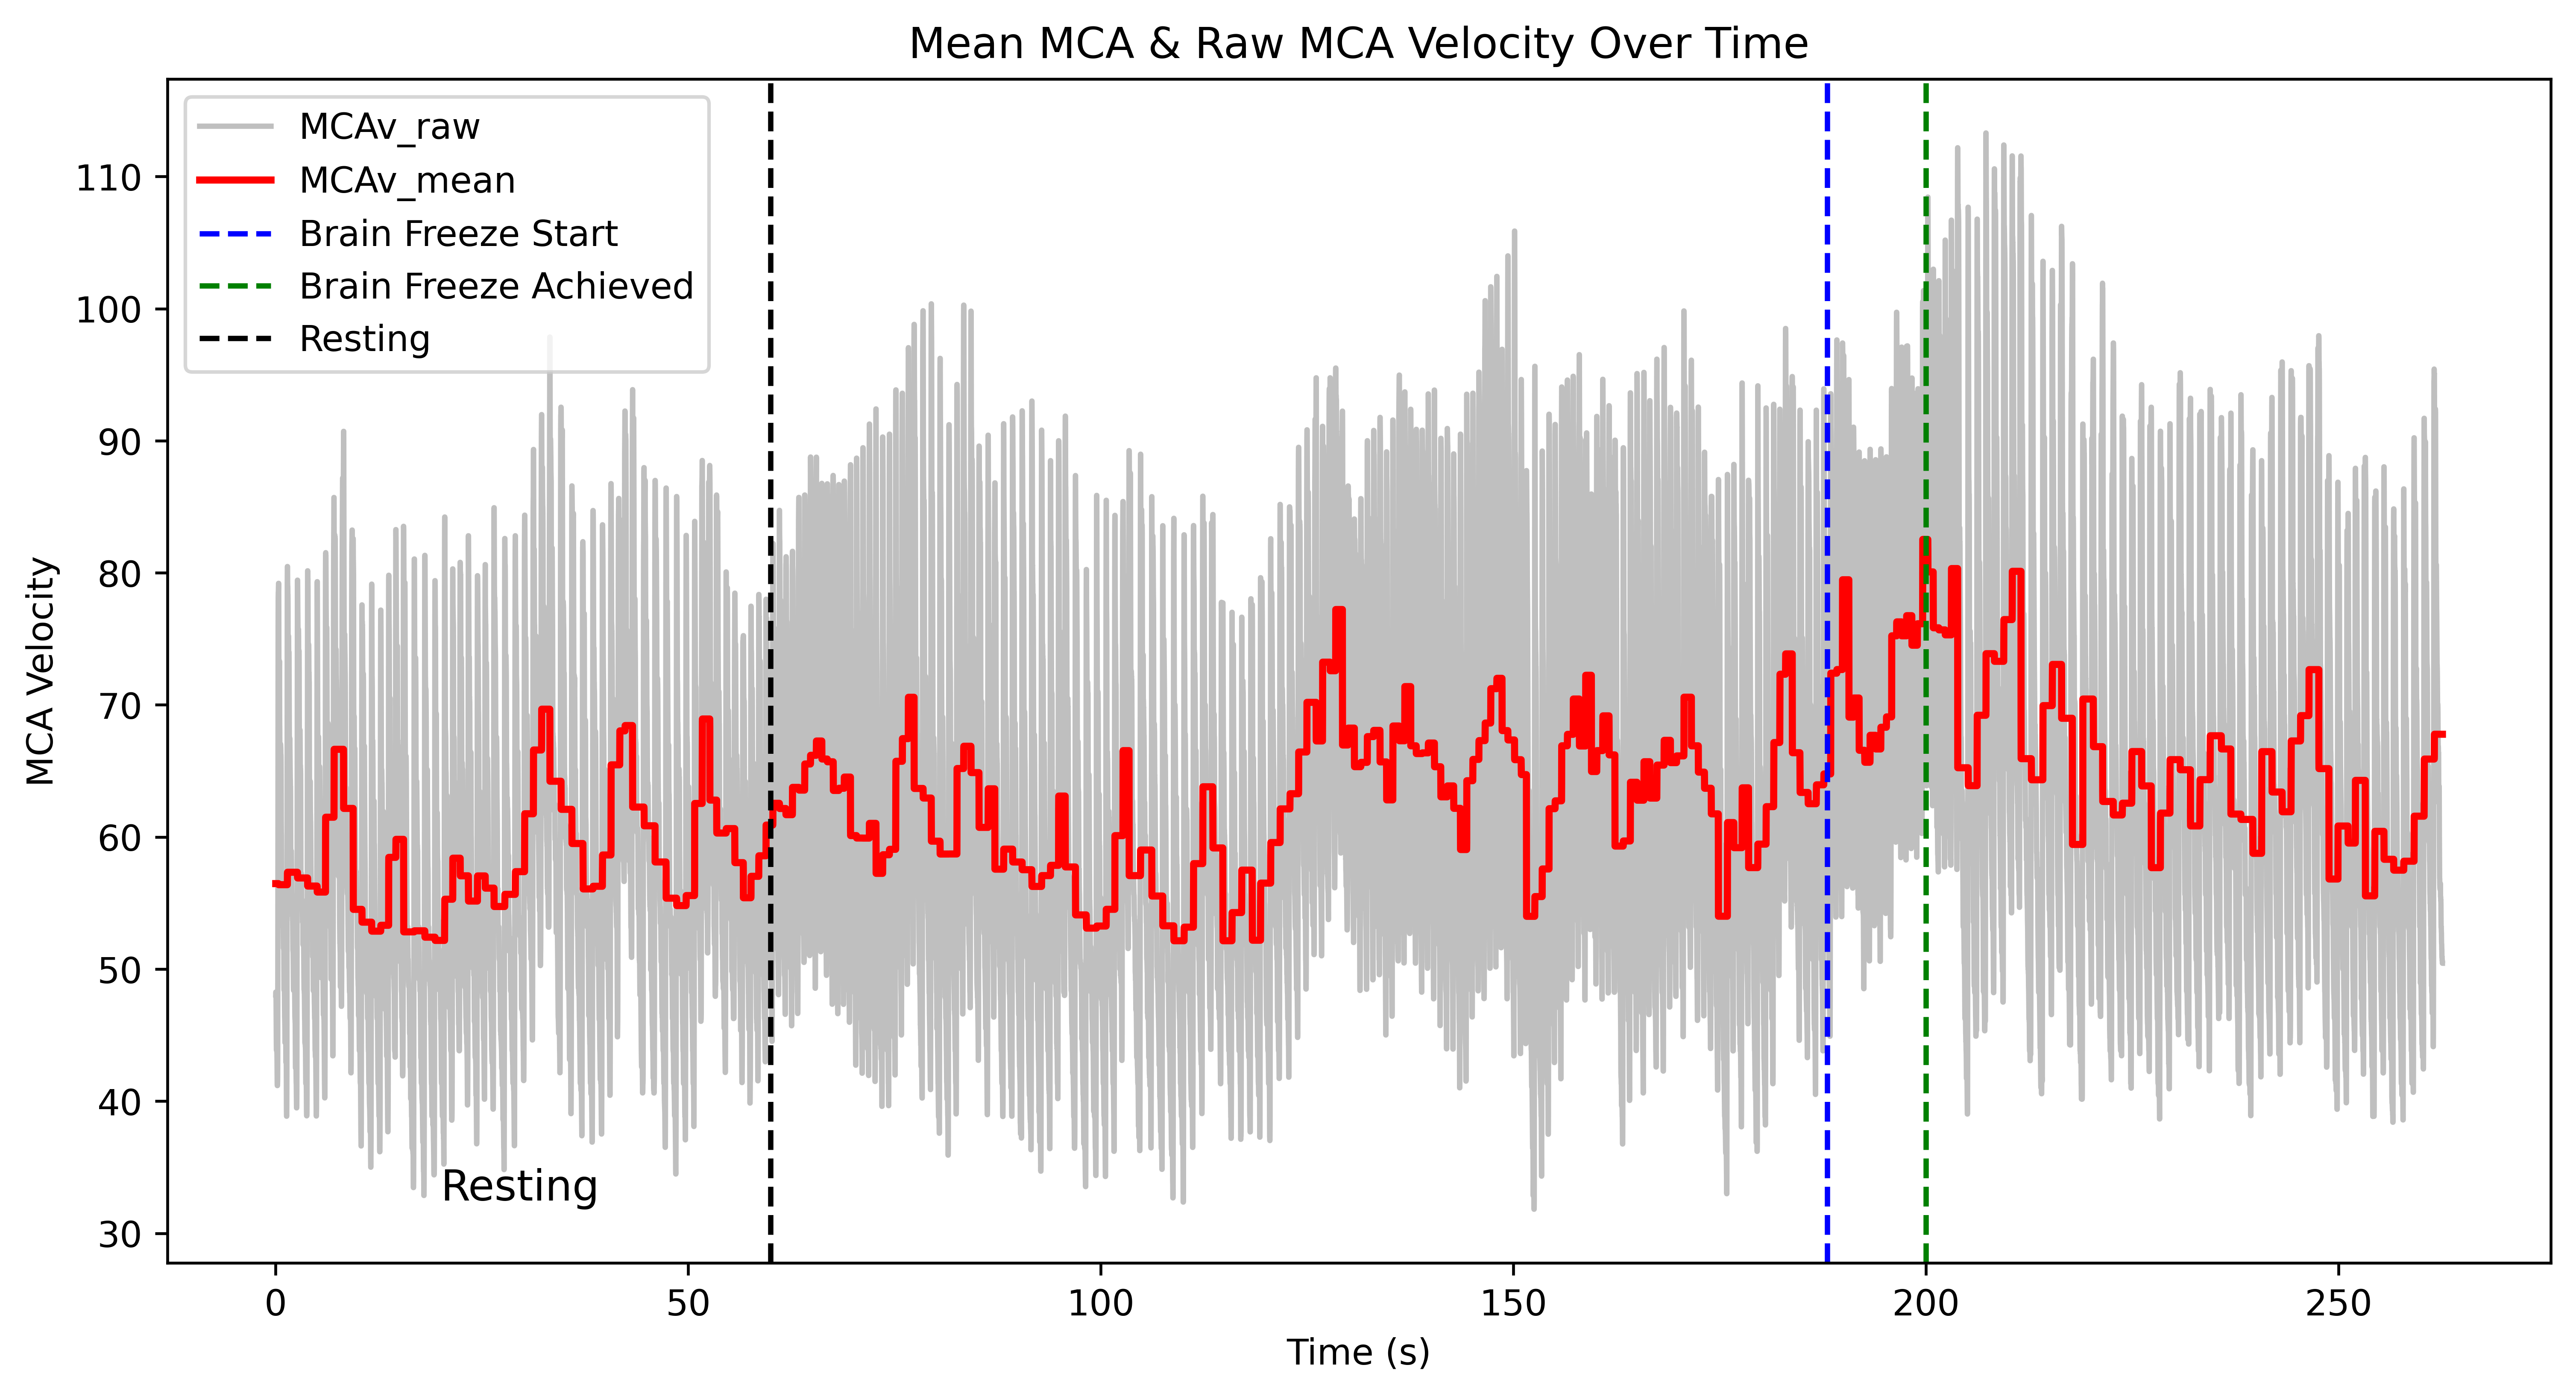 Mean MCA & Raw MCA Velocity Over Time
MCAv_raw
MCAv_mean
Brain Freeze Start
Brain Freeze Achieved
Resting
110
100
90
80
70
60
50
40
30
MCA Velocity
Resting
0
50
100
150
200
250
Time (s)